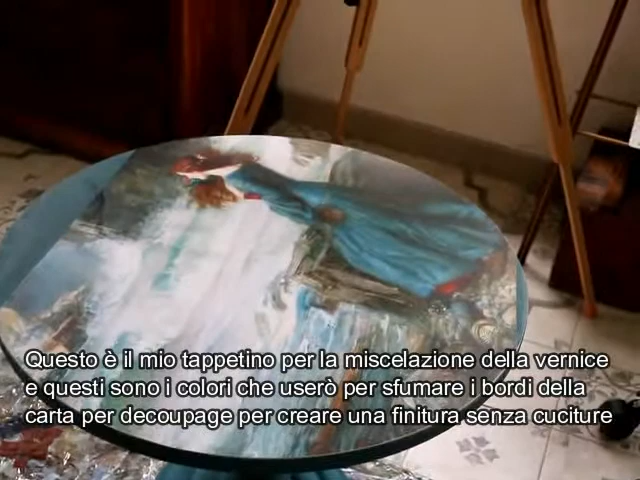 Questo è il mio tappetino per la miscelazione della vernice
e questi sono i colori che userò per sfumare i bordi della
carta per decoupage per creare una finitura senza cuciture